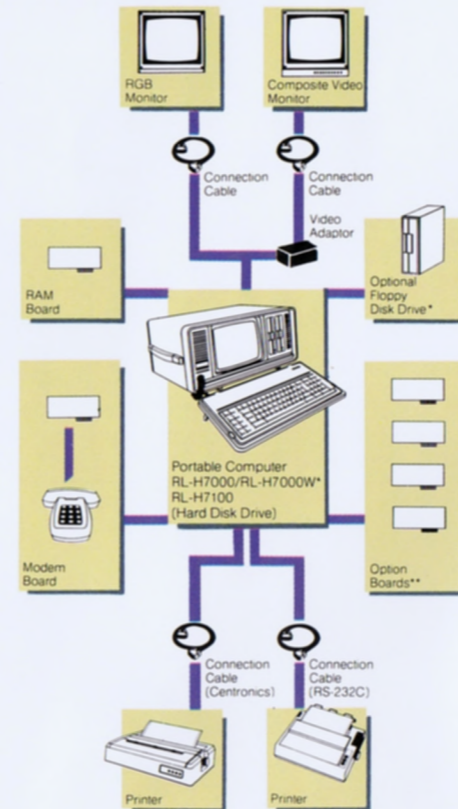 RGB
Monitor
Composite Video
Monitor
Connection
Cable
Connection
Cable
Video
Adaptor
RAM
Board
Optional
Floppy
Disk Drive*
Portable Computer
RL-H7000/RL-H7000W*
RL-H7100
(Hard Disk Drive)
Modem
Board
Option
Boards**
Connection
Cable
(Centronics)
Connection
Cable
(RS-232C)
Printer
Printer